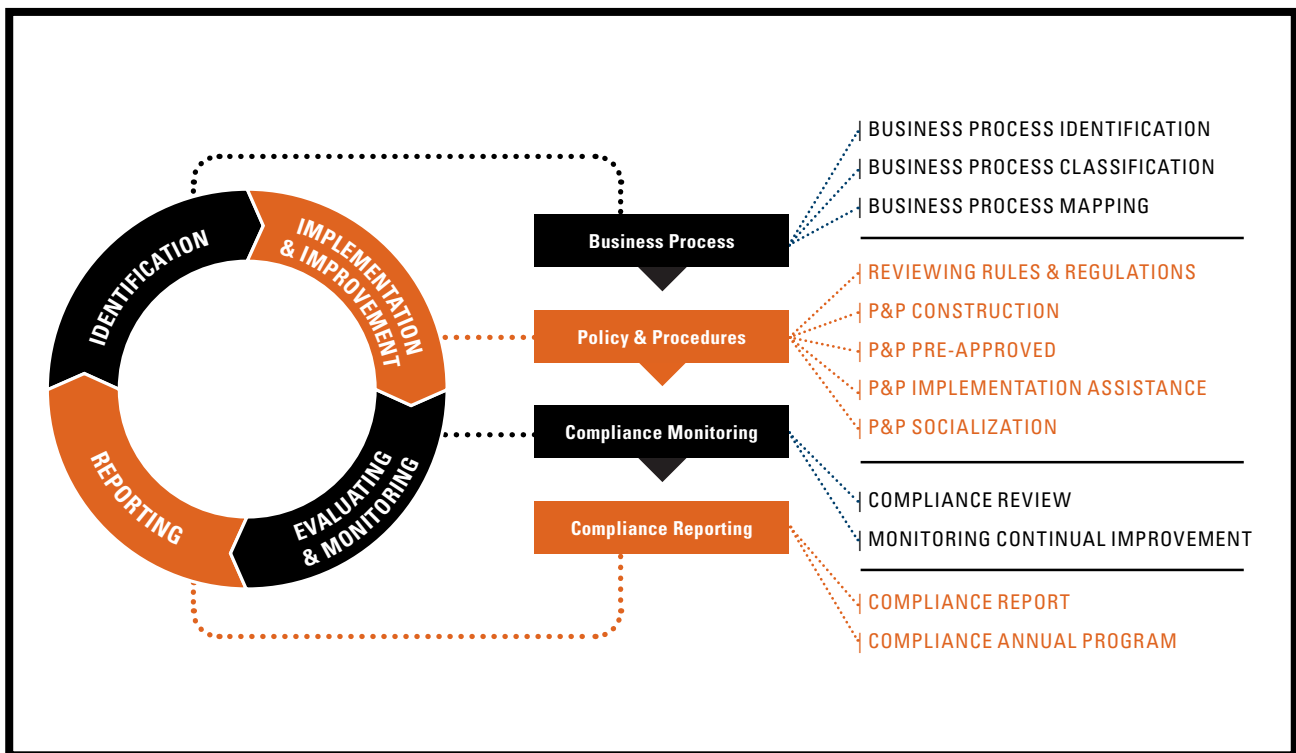 IDENTIFICATION
IMPLEMENTATION
& IMPROVEMENT
EVALUATING
& MONITORING
REPORTING
Business Process
Policy & Procedures
Compliance Monitoring
Compliance Reporting
BUSINESS PROCESS IDENTIFICATION
BUSINESS PROCESS CLASSIFICATION
BUSINESS PROCESS MAPPING
REVIEWING RULES & REGULATIONS
P&P CONSTRUCTION
P&P PRE-APPROVED
P&P IMPLEMENTATION ASSISTANCE
P&P SOCIALIZATION
COMPLIANCE REVIEW
MONITORING CONTINUAL IMPROVEMENT
COMPLIANCE REPORT
COMPLIANCE ANNUAL PROGRAM